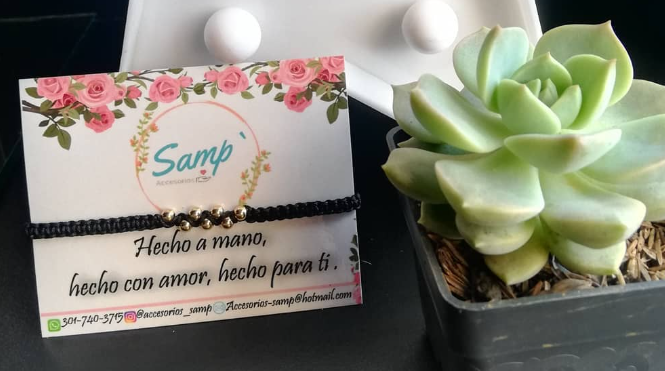 Samp`
Accesorios
Hecho a mano,
hecho con amor, hecho para ti.
301-740-3715 @accesorios_samp Accesorios-samp@hotmail.com